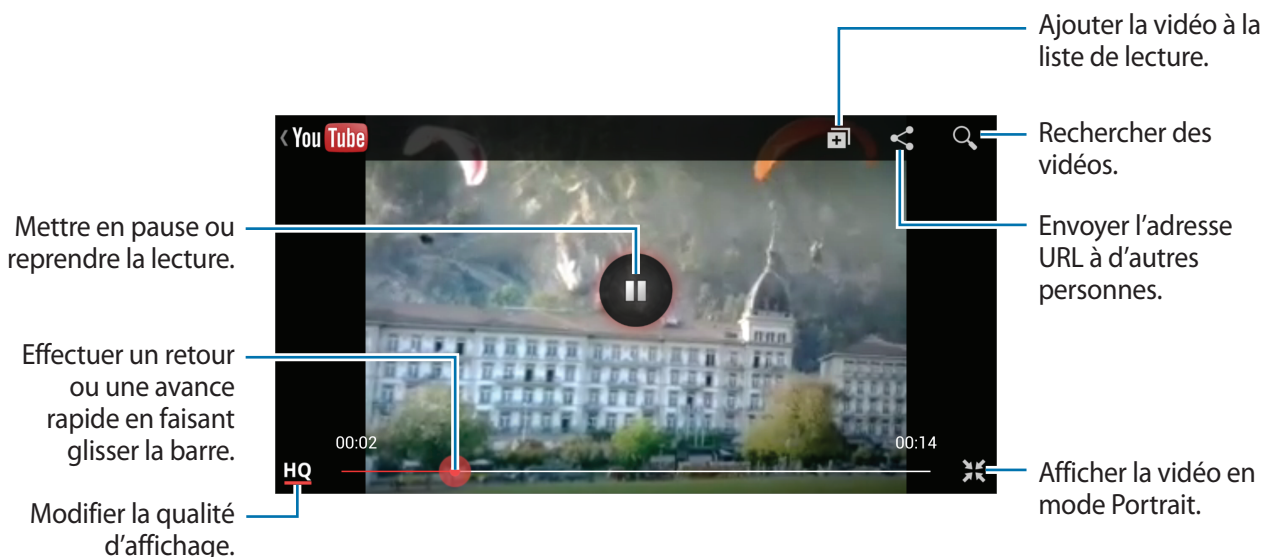 Ajouter la vidéo à la
liste de lecture.
You Tube
Rechercher des
vidéos.
Mettre en pause ou
reprendre la lecture.
Envoyer l’adresse
URL à d'autres
personnes.
Effectuer un retour
ou une avance
rapide en faisant
glisser la barre.
00:02
00:14
HQ
Afficher la vidéo en
mode Portrait.
Modifier la qualité
d'affichage.